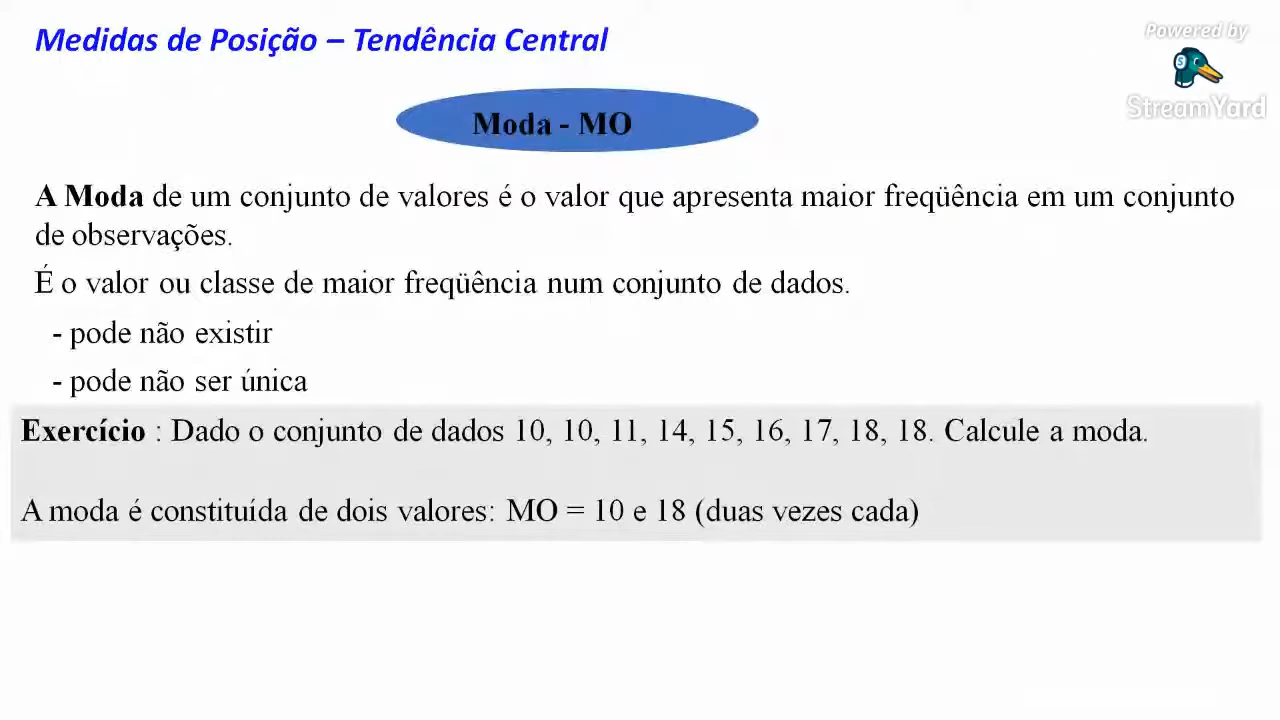 Medidas de Posição – Tendência Central
Powered by
StreamYard
Moda - MO
A Moda de um conjunto de valores é o valor que apresenta maior freqüência em um conjunto
de observações.
É o valor ou classe de maior freqüência num conjunto de dados.
- pode não existir
- pode não ser única
Exercício : Dado o conjunto de dados 10, 10, 11, 14, 15, 16, 17, 18, 18. Calcule a moda.
A moda é constituída de dois valores: MO = 10 e 18 (duas vezes cada)